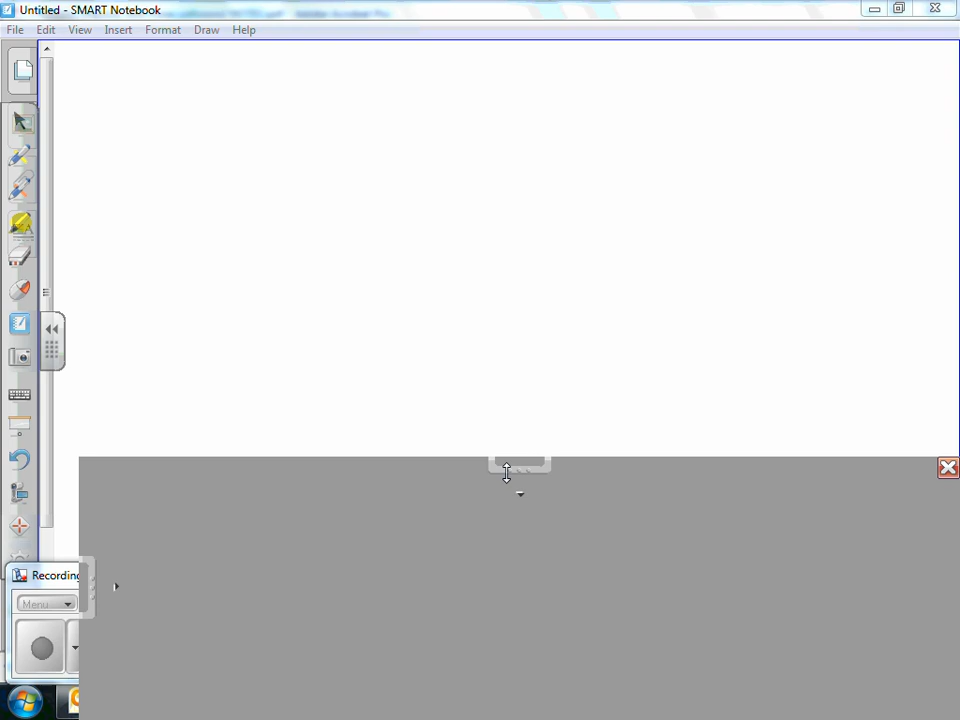 Untitled - SMART Notebook
File Edit View Insert Format Draw Help
Recording
Menu